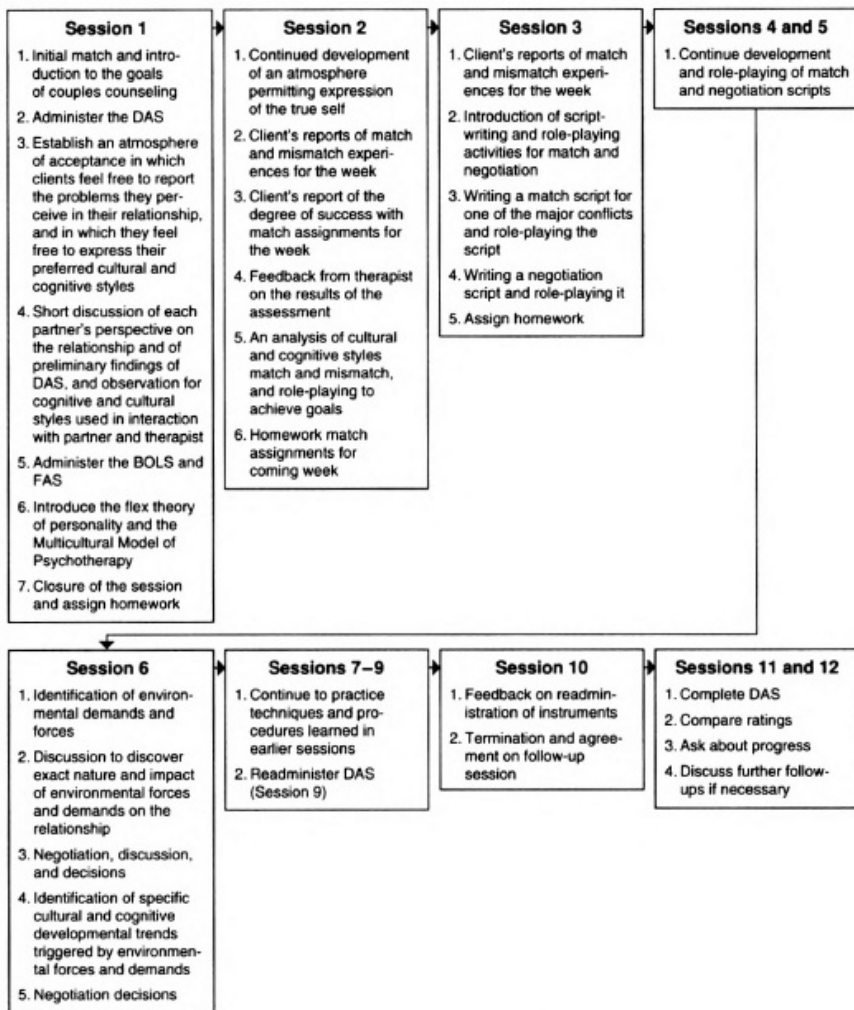 Session 1
1. Initial match and intro-
duction to the goals
of couples counseling
2. Administer the DAS
3. Establish an atmosphere
of acceptance in which
clients feel free to report
the problems they per-
ceive in their relationship,
and in which they feel
free to express their
preferred cultural and
cognitive styles
4. Short discussion of each
partner's perspective on
the relationship and of
preliminary findings of
DAS, and observation for
cognitive and cultural
styles used in interaction
with partner and therapist
5. Administer the BOLS and
FAS
6. Introduce the flex theory
of personality and the
Multicultural Model of
Psychotherapy
7. Closure of the session
and assign homework
Session 2
1. Continued development
of an atmosphere
permitting expression
of the true self
2. Client's reports of match
and mismatch experi-
ences for the week
3. Client's report of the
degree of success with
match assignments for
the week
4. Feedback from therapist
on the results of the
assessment
5. An analysis of cultural
and cognitive styles
match and mismatch,
and role-playing to
achieve goals
6. Homework match
assignments for
coming week
Session 3
1. Client's reports of match
and mismatch experi-
ences for the week
2. Introduction of script-
writing and role-playing
activities for match and
negotiation
3. Writing a match script for
one of the major conflicts
and role-playing the
script
4. Writing a negotiation
script and role-playing it
5. Assign homework
Sessions 4 and 5
1. Continue development
and role-playing of match
and negotiation scripts
Session 6
1. Identification of environ-
mental demands and
forces
2. Discussion to discover
exact nature and impact
of environmental forces
and demands on the
relationship
3. Negotiation, discussion,
and decisions
4. Identification of specific
cultural and cognitive
developmental trends
triggered by environmen-
tal forces and demands
5. Negotiation decisions
Sessions 7–9
1. Continue to practice
techniques and pro-
cedures learned in
earlier sessions
2. Readminister DAS
(Session 9)
Session 10
1. Feedback on readmin-
istration of instruments
2. Termination and agree-
ment on follow-up
session
Sessions 11 and 12
1. Complete DAS
2. Compare ratings
3. Ask about progress
4. Discuss further follow-
ups if necessary